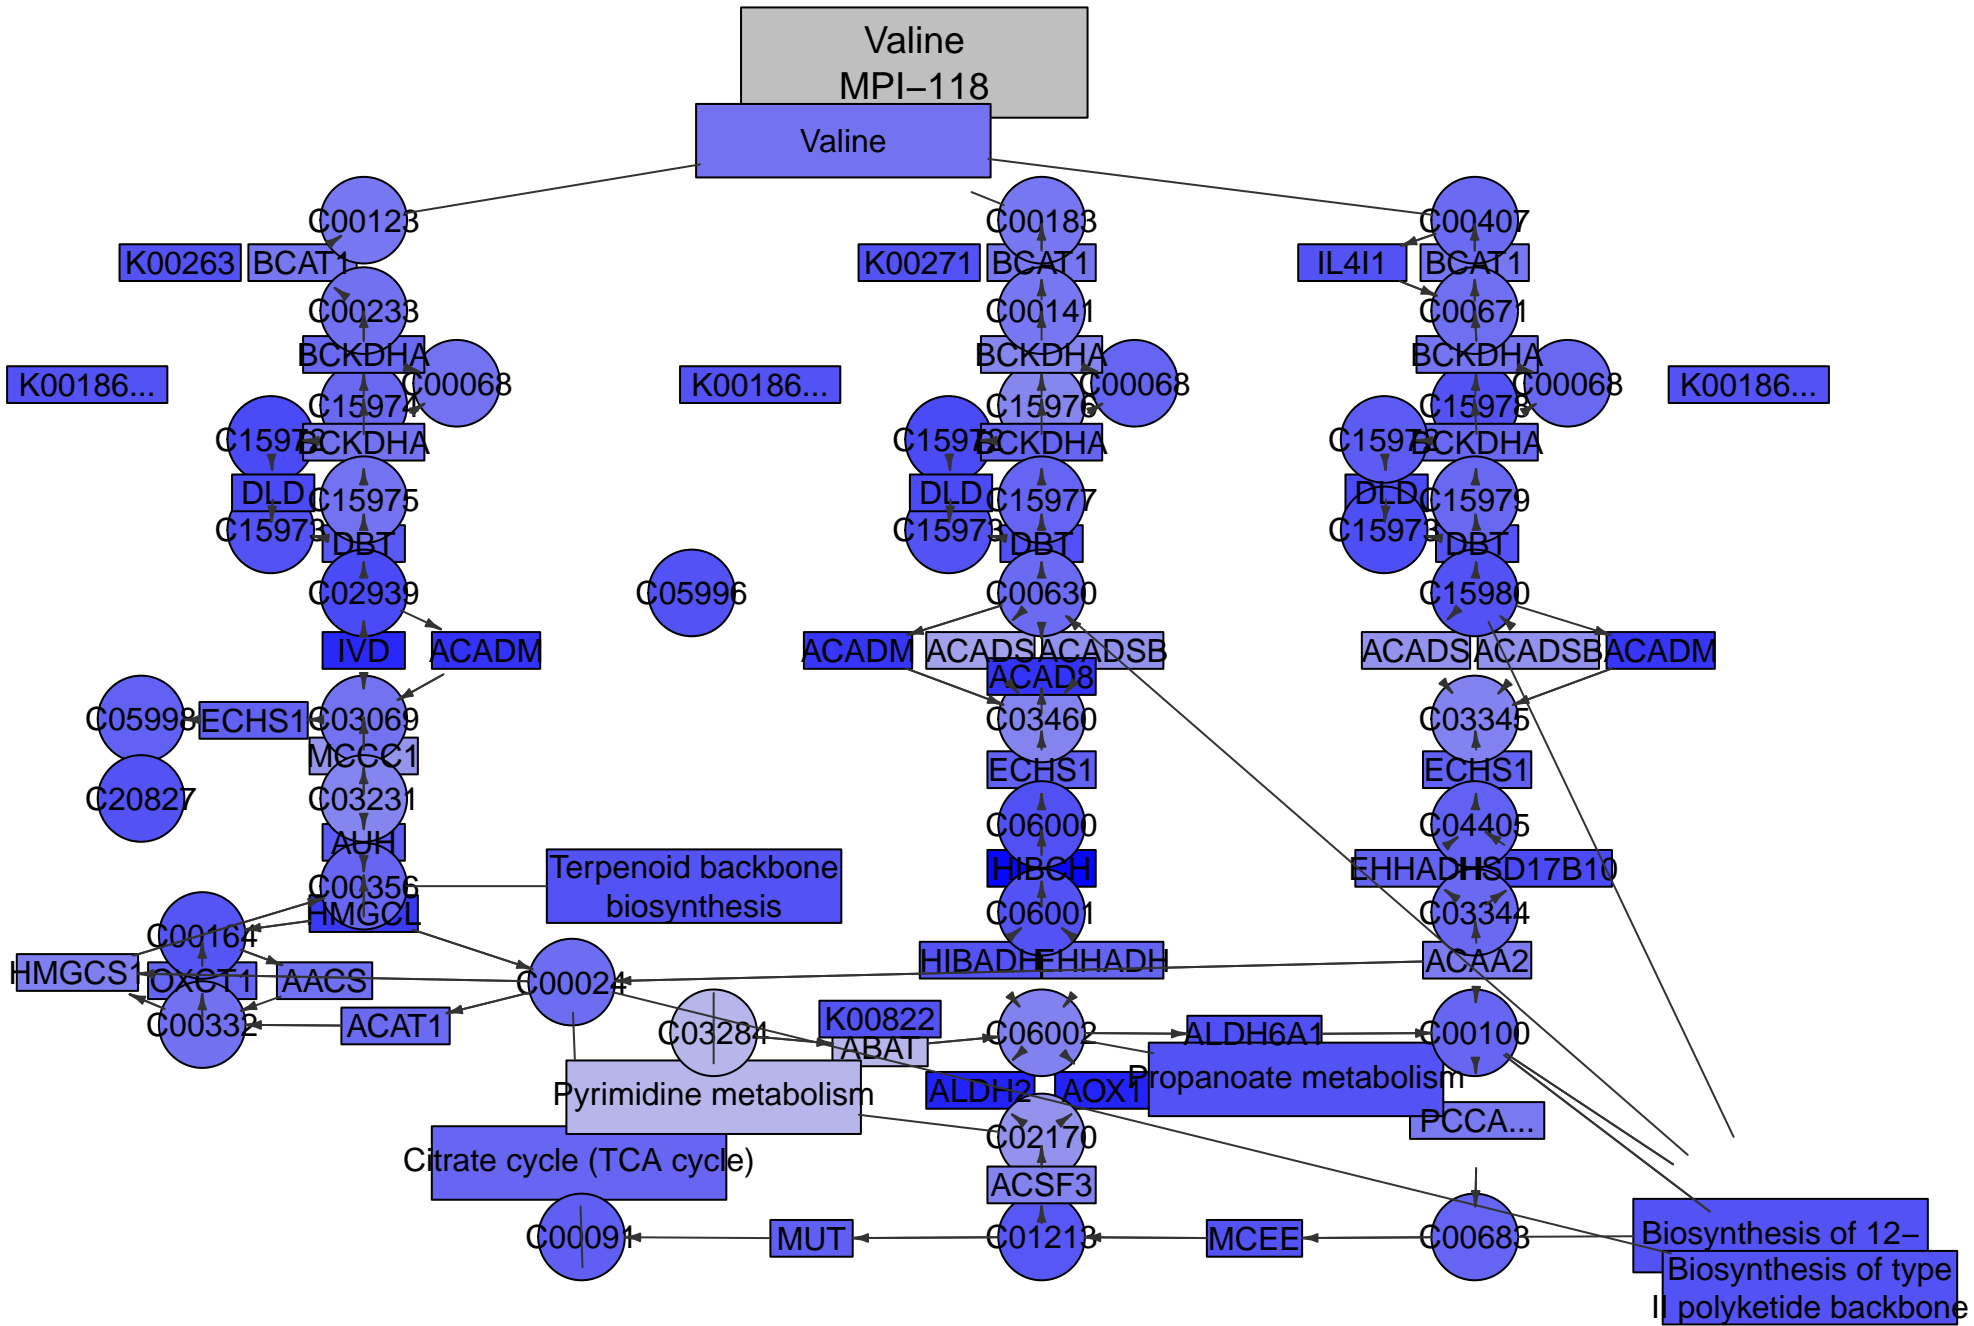 Valine
MPI−118
Valine
C00123
C00183
C00407
K00263
BCAT1
K00271
BCAT1
IL4I1
BCAT1
C00233
C00141
C00671
BCKDHA
BCKDHA
BCKDHA
K00186...
C00068
K00186...
C00068
C00068
K00186...
C15974
C15976
C15978
C15972
BCKDHA
C15972
BCKDHA
C15972
BCKDHA
DLD
C15975
DLD
C15977
DLD
C15979
C15973
DBT
C15973
DBT
C15973
DBT
C02939
C05996
C00630
C15980
IVD
ACADM
ACADM
ACADS
ACADSB
ACADS
ACADSB
ACADM
ACAD8
C05998
ECHS1
C03069
C03460
C03345
MCCC1
ECHS1
ECHS1
C20827
C03231
C06000
C04405
AUH
HIBCH
EHHADH
HSD17B10
Terpenoid backbone
biosynthesis
C00356
HMGCL
C06001
C03344
C00164
HIBADH
EHHADH
ACAA2
HMGCS1
OXCT1
AACS
C00024
C00332
ACAT1
C03284
K00822
ABAT
C06002
ALDH6A1
C00100
Pyrimidine metabolism
ALDH2
AOX1
Propanoate metabolism
PCCA...
C02170
Citrate cycle (TCA cycle)
ACSF3
C00091
MUT
C01213
MCEE
C00683
Biosynthesis of 12−
Biosynthesis of type
II polyketide backbone